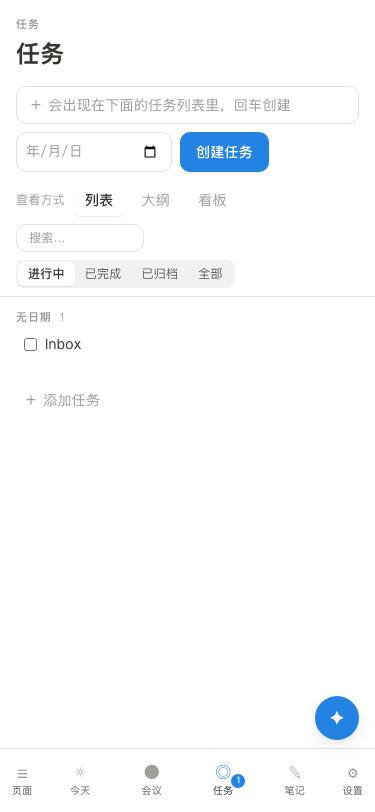 任务
任务
+ 会出现在下面的任务列表里，回车创建
年/月/日
创建任务
查看方式 列表 大纲 看板
搜索...
进行中 已完成 已归档 全部
无日期 1
Inbox
+ 添加任务
1
页面 今天 会议 任务 笔记 设置